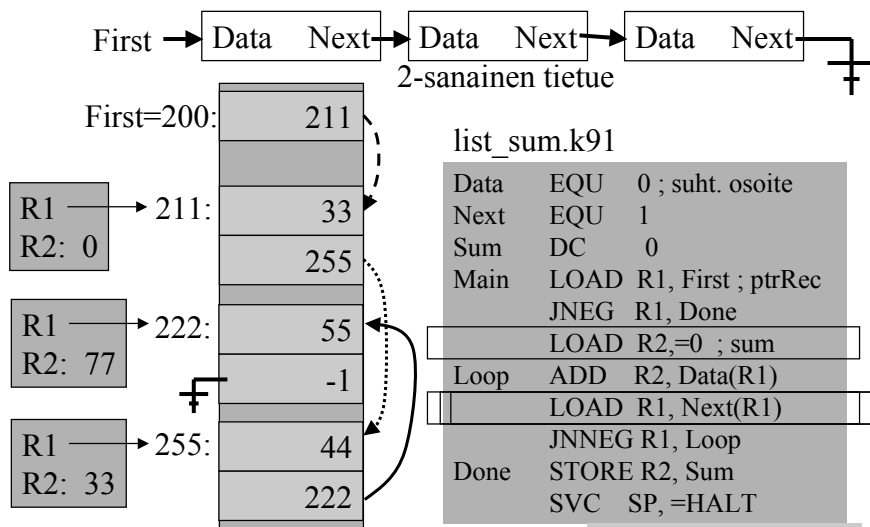 First Data Next Data Next Data Next
2-sanainen tietue
First=200: 211
R1 211: 33
R2: 0
255
R1 222: 55
R2: 77
-1
R1 255: 44
R2: 33
222
list_sum.k91
Data EQU 0 ; suht. osoite
Next EQU 1
Sum DC 0
Main LOAD R1, First ; ptrRec
JNEG R1, Done
LOAD R2,=0 ; sum
Loop ADD R2, Data(R1)
LOAD R1, Next(R1)
JNNEG R1, Loop
Done STORE R2, Sum
SVC SP, =HALT